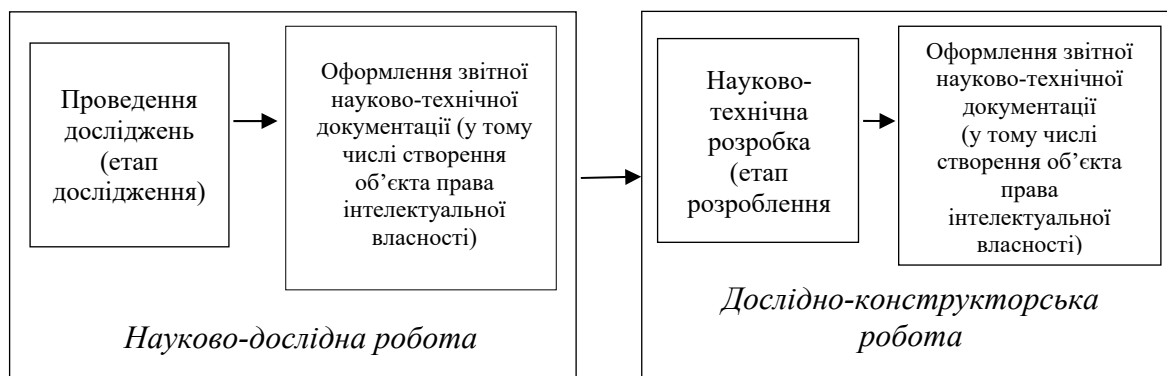 Проведення
досліджень
(етап
дослідження)
Оформлення звітної
науково-технічної
документації (у тому
числі створення
об’єкта права
інтелектуальної
власності)
Науково-дослідна робота
Науково-
технічна
розробка
(етап
розроблення
Оформлення звітної
науково-технічної
документації
(у тому числі
створення об’єкта
права
інтелектуальної
власності)
Дослідно-конструкторська
робота